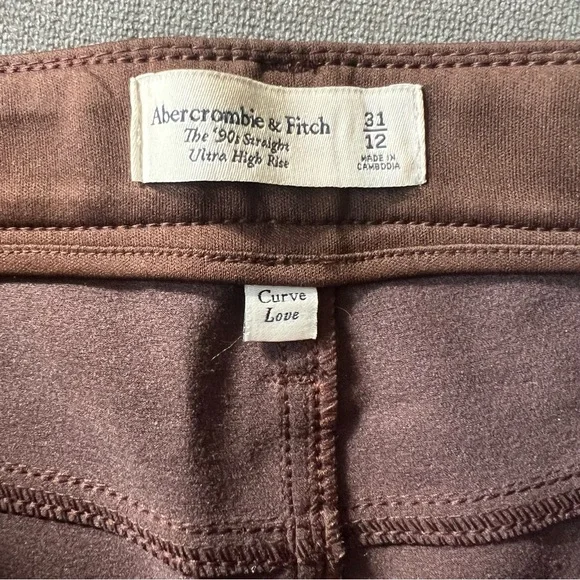 Abercrombie & Fitch
The '90s Straight
Ultra High Rise
31
12
MADE IN
CAMBODIA
Curve
Love